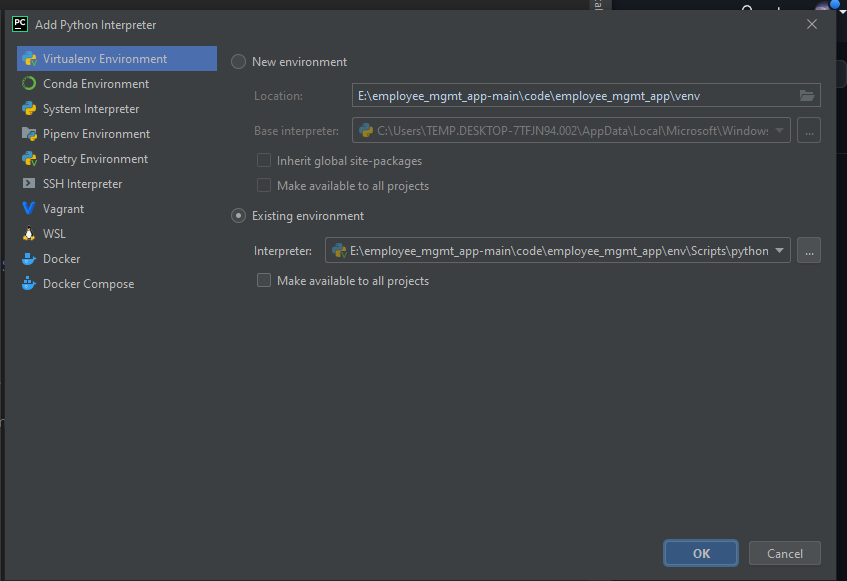 PC Add Python Interpreter
Virtualenv Environment
Conda Environment
System Interpreter
Pipenv Environment
Poetry Environment
SSH Interpreter
Vagrant
WSL
Docker
Docker Compose
New environment
Location: E:\employee_mgmt_app-main\code\employee_mgmt_app\venv
Base interpreter: C:\Users\TEMP.DESKTOP-7TFJN94.002\AppData\Local\Microsoft\Windows ...
Inherit global site-packages
Make available to all projects
Existing environment
Interpreter: E:\employee_mgmt_app-main\code\employee_mgmt_app\env\Scripts\python ...
Make available to all projects
OK Cancel